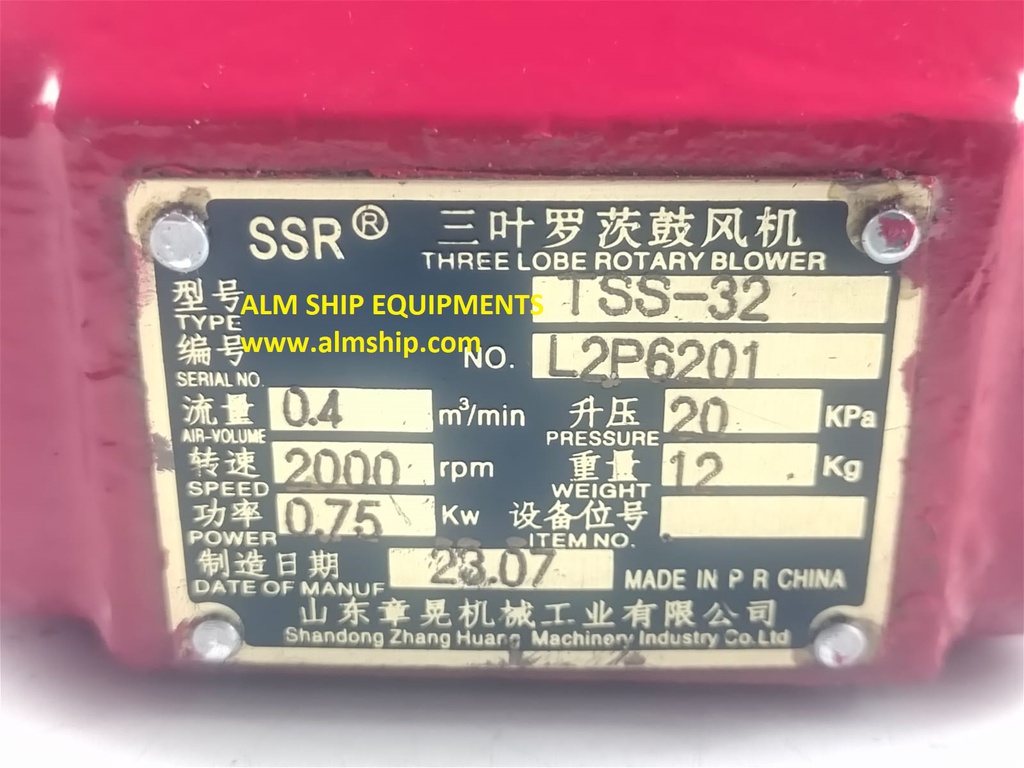 SSR® 三叶罗茨鼓风机
THREE LOBE ROTARY BLOWER
型号 TSS-32
TYPE
ALM SHIP EQUIPMENTS
www.almship.com
编号 NO. L2P6201
SERIAL NO.
流量 0.4 m³/min 升压 20 KPa
AIR-VOLUME PRESSURE
转速 2000 rpm 重量 12 Kg
SPEED WEIGHT
功率 0.75 Kw 设备位号
POWER ITEM NO.
制造日期 23.07 MADE IN P R CHINA
DATE OF MANUF
山东章晃机械工业有限公司
Shandong Zhang Huang Machinery Industry Co.Ltd